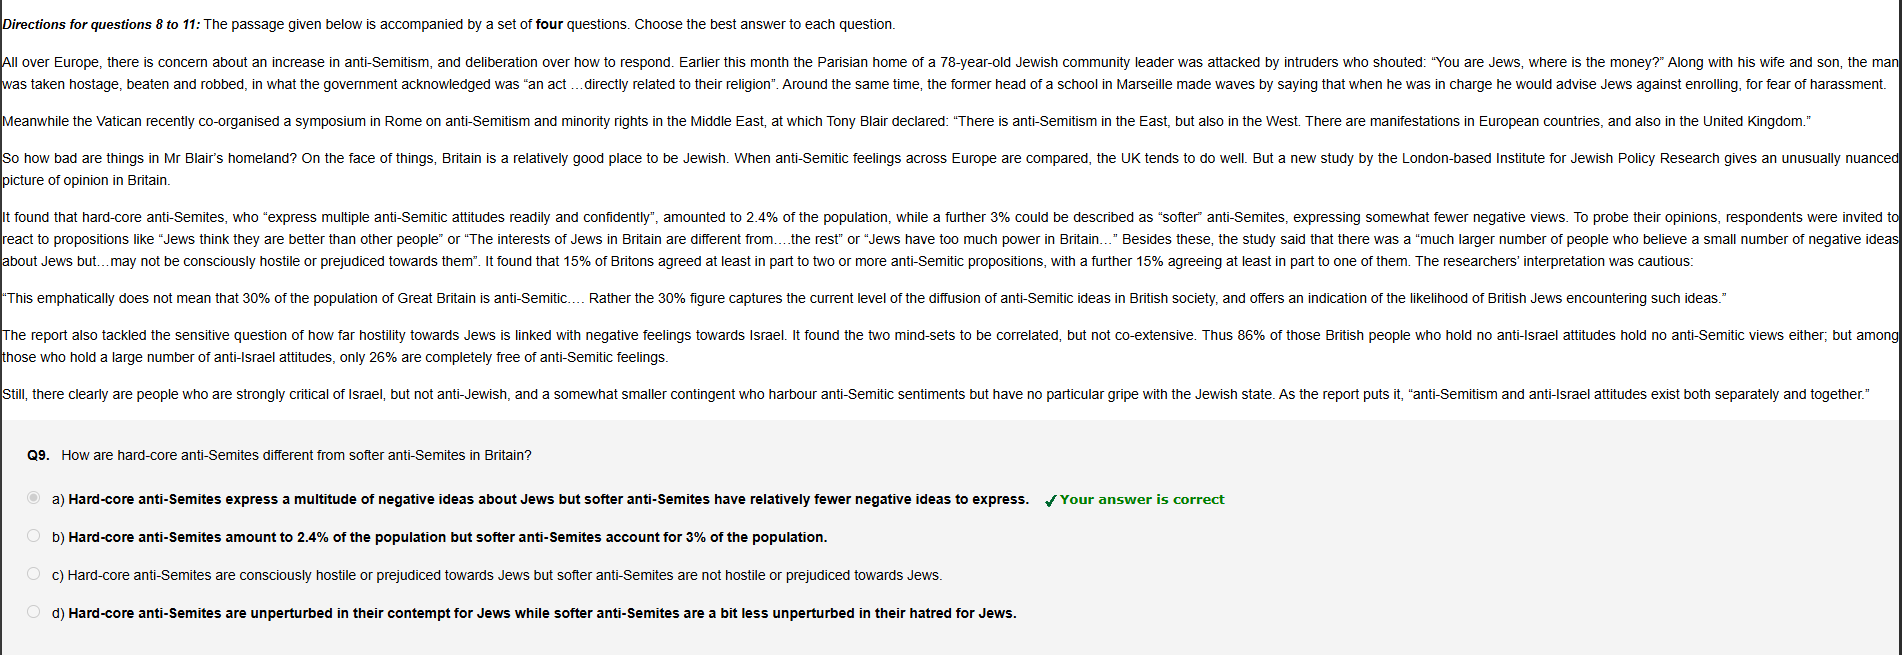 Directions for questions 8 to 11: The passage given below is accompanied by a set of four questions. Choose the best answer to each question.
All over Europe, there is concern about an increase in anti-Semitism, and deliberation over how to respond. Earlier this month the Parisian home of a 78-year-old Jewish community leader was attacked by intruders who shouted: “You are Jews, where is the money?” Along with his wife and son, the man
was taken hostage, beaten and robbed, in what the government acknowledged was “an act …directly related to their religion”. Around the same time, the former head of a school in Marseille made waves by saying that when he was in charge he would advise Jews against enrolling, for fear of harassment.
Meanwhile the Vatican recently co-organised a symposium in Rome on anti-Semitism and minority rights in the Middle East, at which Tony Blair declared: “There is anti-Semitism in the East, but also in the West. There are manifestations in European countries, and also in the United Kingdom.”
So how bad are things in Mr Blair’s homeland? On the face of things, Britain is a relatively good place to be Jewish. When anti-Semitic feelings across Europe are compared, the UK tends to do well. But a new study by the London-based Institute for Jewish Policy Research gives an unusually nuanced
picture of opinion in Britain.
It found that hard-core anti-Semites, who “express multiple anti-Semitic attitudes readily and confidently”, amounted to 2.4% of the population, while a further 3% could be described as “softer” anti-Semites, expressing somewhat fewer negative views. To probe their opinions, respondents were invited to
react to propositions like “Jews think they are better than other people” or “The interests of Jews in Britain are different from….the rest” or “Jews have too much power in Britain…” Besides these, the study said that there was a “much larger number of people who believe a small number of negative ideas
about Jews but…may not be consciously hostile or prejudiced towards them”. It found that 15% of Britons agreed at least in part to two or more anti-Semitic propositions, with a further 15% agreeing at least in part to one of them. The researchers’ interpretation was cautious:
“This emphatically does not mean that 30% of the population of Great Britain is anti-Semitic…. Rather the 30% figure captures the current level of the diffusion of anti-Semitic ideas in British society, and offers an indication of the likelihood of British Jews encountering such ideas.”
The report also tackled the sensitive question of how far hostility towards Jews is linked with negative feelings towards Israel. It found the two mind-sets to be correlated, but not co-extensive. Thus 86% of those British people who hold no anti-Israel attitudes hold no anti-Semitic views either; but among
those who hold a large number of anti-Israel attitudes, only 26% are completely free of anti-Semitic feelings.
Still, there clearly are people who are strongly critical of Israel, but not anti-Jewish, and a somewhat smaller contingent who harbour anti-Semitic sentiments but have no particular gripe with the Jewish state. As the report puts it, “anti-Semitism and anti-Israel attitudes exist both separately and together.”
Q9. How are hard-core anti-Semites different from softer anti-Semites in Britain?
a) Hard-core anti-Semites express a multitude of negative ideas about Jews but softer anti-Semites have relatively fewer negative ideas to express. ✓Your answer is correct
b) Hard-core anti-Semites amount to 2.4% of the population but softer anti-Semites account for 3% of the population.
c) Hard-core anti-Semites are consciously hostile or prejudiced towards Jews but softer anti-Semites are not hostile or prejudiced towards Jews.
d) Hard-core anti-Semites are unperturbed in their contempt for Jews while softer anti-Semites are a bit less unperturbed in their hatred for Jews.